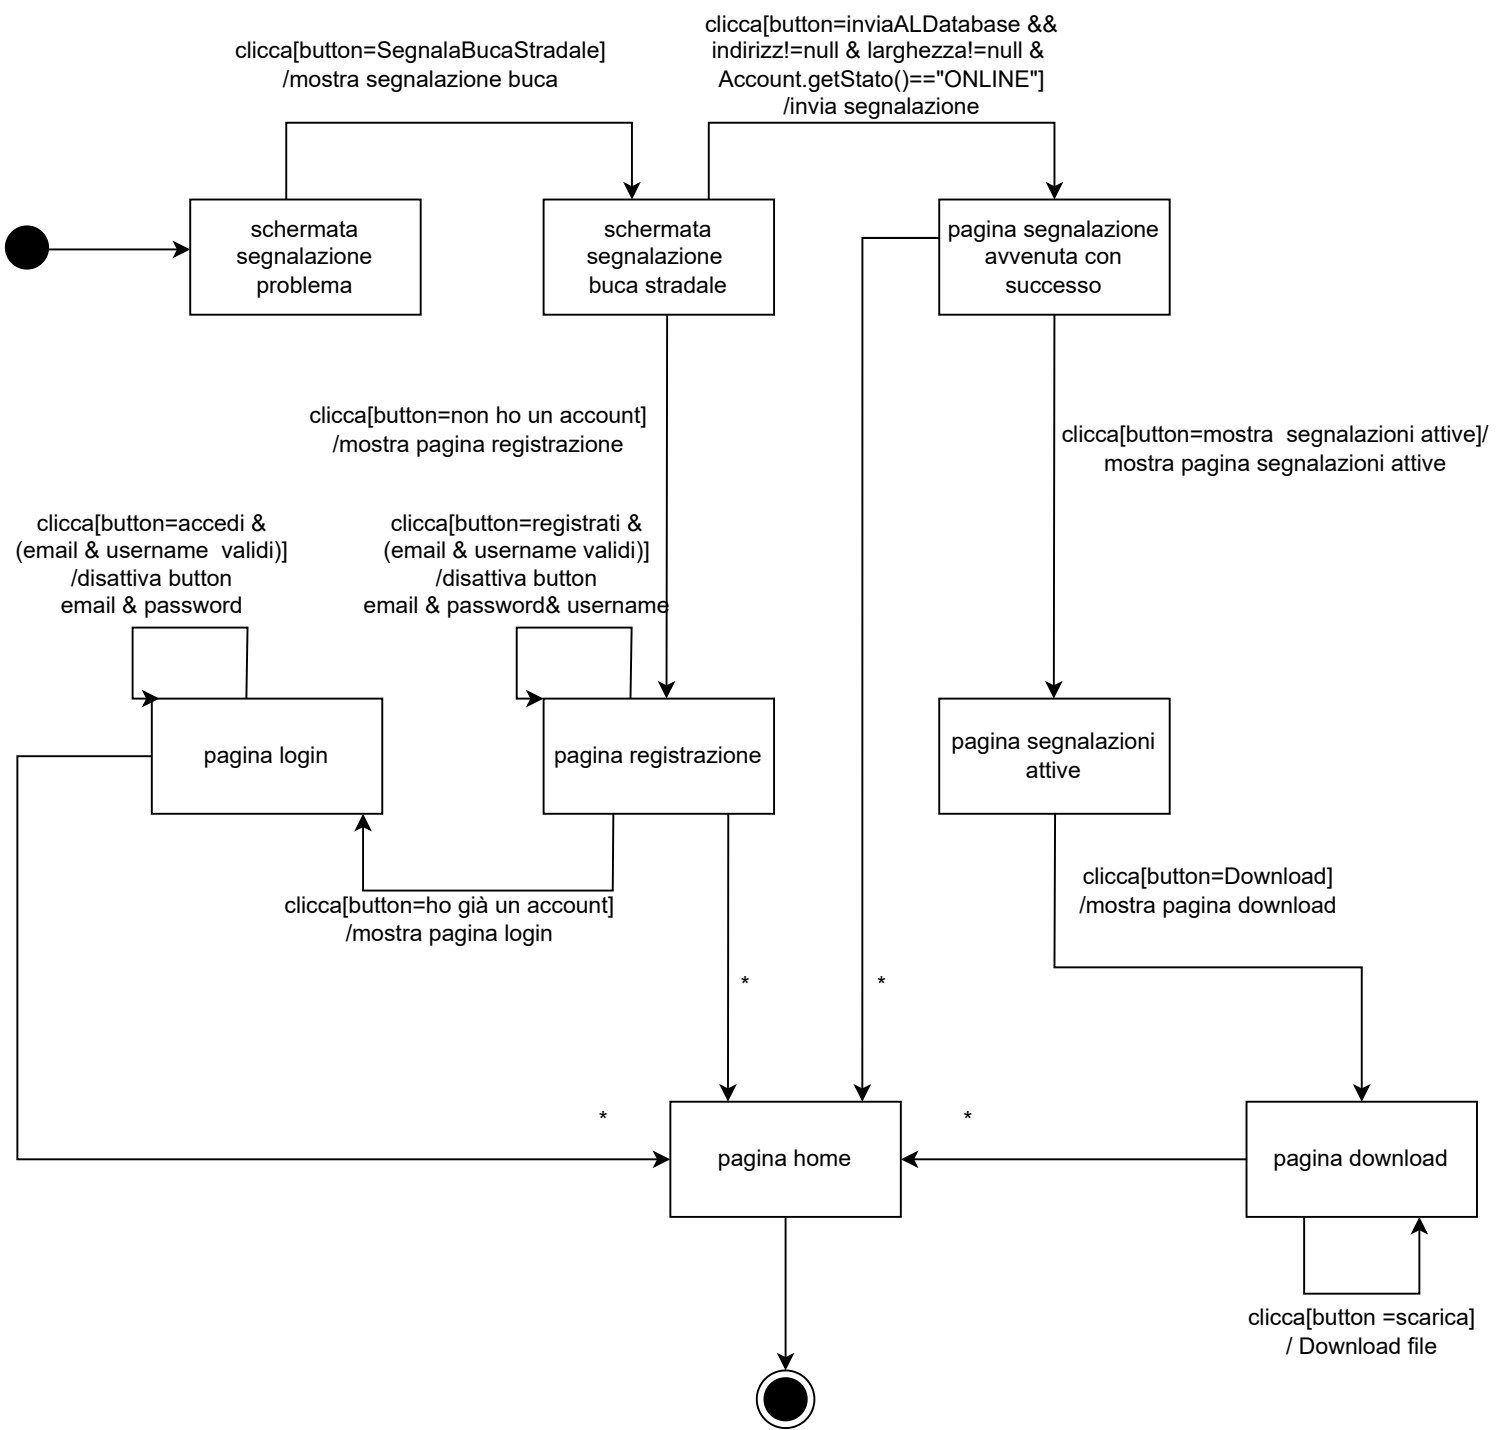 clicca[button=SegnalaBucaStradale]
/mostra segnalazione buca
clicca[button=inviaALDatabase &&
indirizz!=null & larghezza!=null &
Account.getStato()=="ONLINE"]
/invia segnalazione
schermata
segnalazione
problema
schermata
segnalazione
buca stradale
pagina segnalazione
avvenuta con
successo
clicca[button=non ho un account]
/mostra pagina registrazione
clicca[button=mostra  segnalazioni attive]/
mostra pagina segnalazioni attive
clicca[button=accedi &
(email & username  validi)]
/disattiva button
email & password
clicca[button=registrati &
(email & username validi)]
/disattiva button
email & password& username
pagina login
pagina registrazione
pagina segnalazioni
attive
clicca[button=ho già un account]
/mostra pagina login
clicca[button=Download]
/mostra pagina download
*
*
*
*
pagina home
pagina download
clicca[button =scarica]
/ Download file